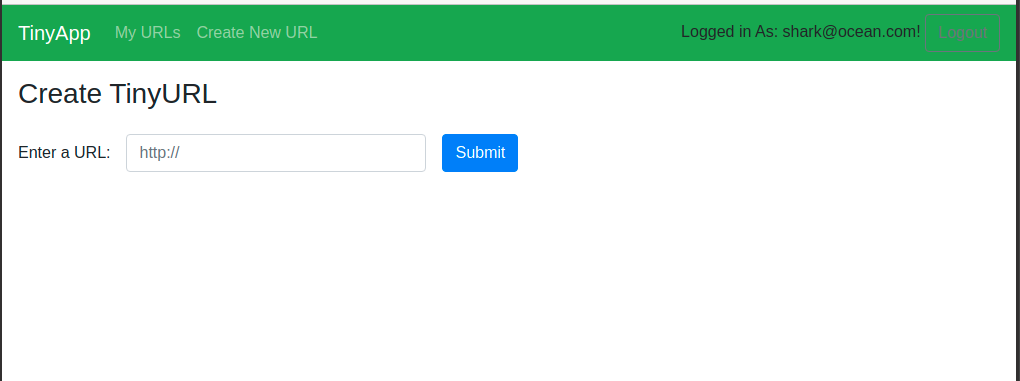 TinyApp My URLs Create New URL Logged in As: shark@ocean.com! Logout
Create TinyURL
Enter a URL: http:// Submit